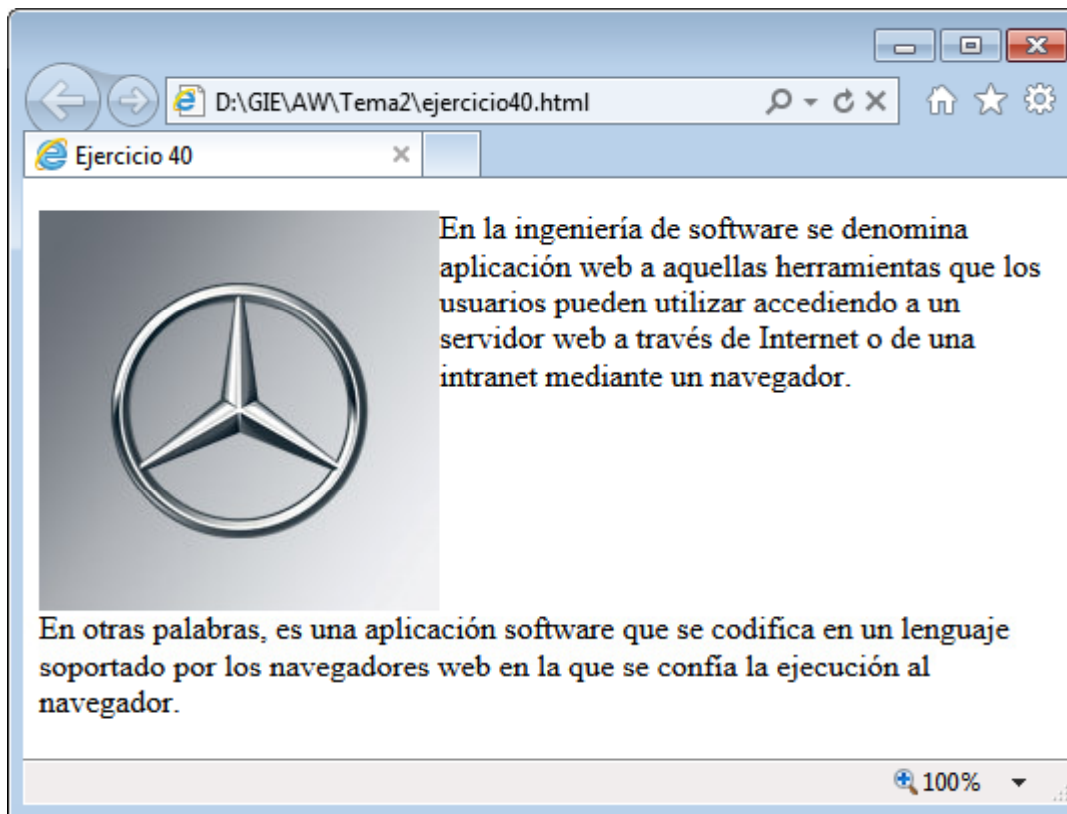 D:\GIE\AW\Tema2\ejercicio40.html
Ejercicio 40
En la ingeniería de software se denomina
aplicación web a aquellas herramientas que los
usuarios pueden utilizar accediendo a un
servidor web a través de Internet o de una
intranet mediante un navegador.
En otras palabras, es una aplicación software que se codifica en un lenguaje
soportado por los navegadores web en la que se confía la ejecución al
navegador.
100%